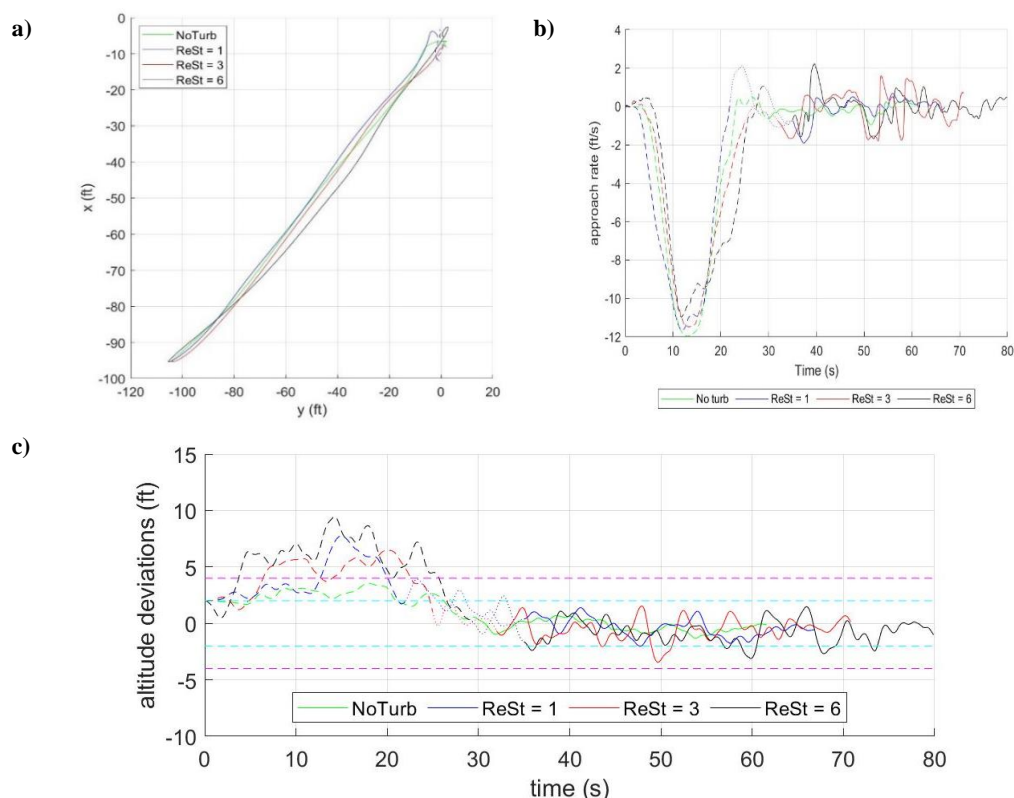 a)
0
-10
-20
-30
-40
-50
-60
-70
-80
-90
-100
x (ft)
NoTurb
ReSt = 1
ReSt = 3
ReSt = 6
-120 -100 -80 -60 -40 -20 0 20
y (ft)
b)
4
2
0
-2
-4
-6
-8
-10
-12
approach rate (ft/s)
0 10 20 30 40 50 60 70 80
Time (s)
No turb ReSt = 1 ReSt = 3 ReSt = 6
c)
15
10
5
0
-5
-10
altitude deviations (ft)
NoTurb ReSt = 1 ReSt = 3 ReSt = 6
0 10 20 30 40 50 60 70 80
time (s)